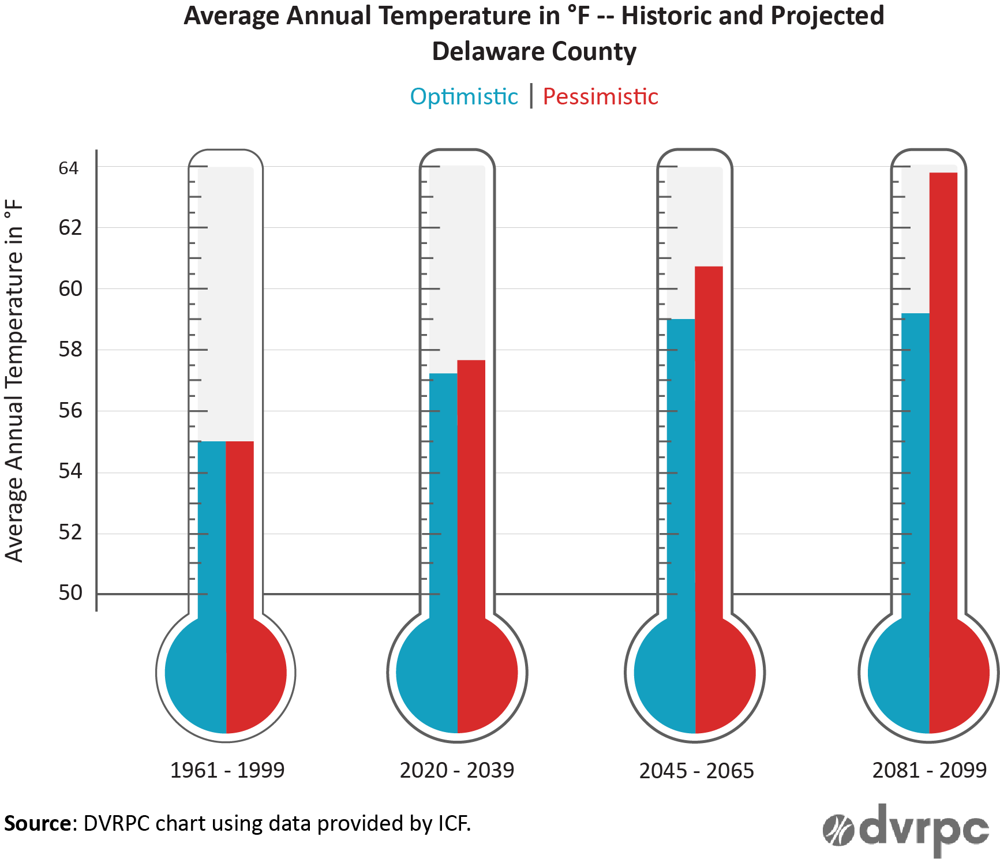 Average Annual Temperature in °F -- Historic and Projected
Delaware County
Optimistic | Pessimistic
Average Annual Temperature in °F
64
62
60
58
56
54
52
50
1961 - 1999
2020 - 2039
2045 - 2065
2081 - 2099
Source: DVRPC chart using data provided by ICF.
dvrpc